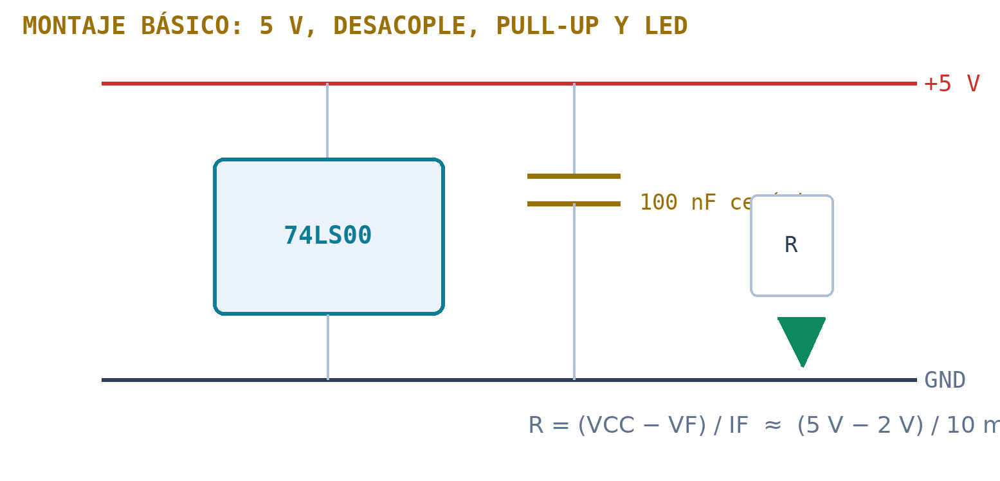 MONTAJE BÁSICO: 5 V, DESACOPLE, PULL-UP Y LED
+5 V
100 nF
74LS00
R
GND
R = (VCC − VF) / IF ≈ (5 V − 2 V) / 10